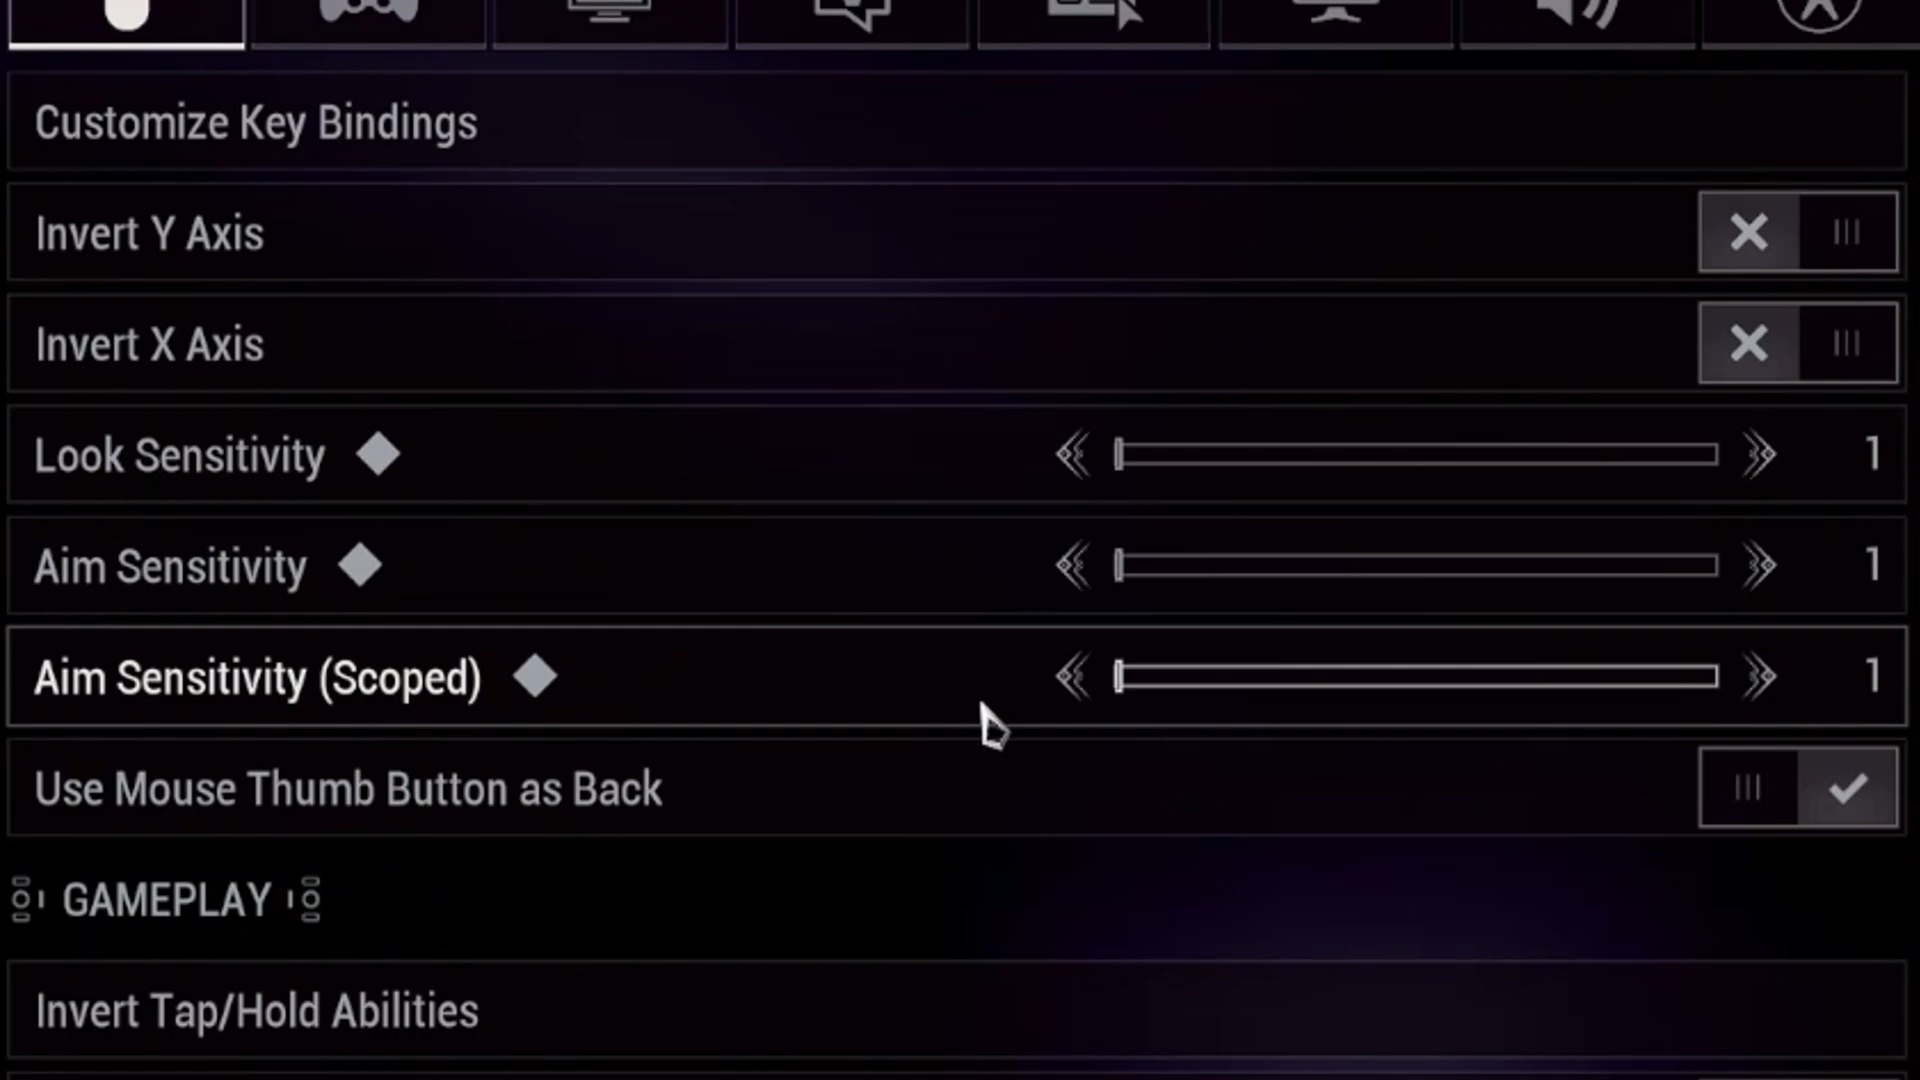 Customize Key Bindings
Invert Y Axis
Invert X Axis
Look Sensitivity 1
Aim Sensitivity 1
Aim Sensitivity (Scoped) 1
Use Mouse Thumb Button as Back
GAMEPLAY
Invert Tap/Hold Abilities